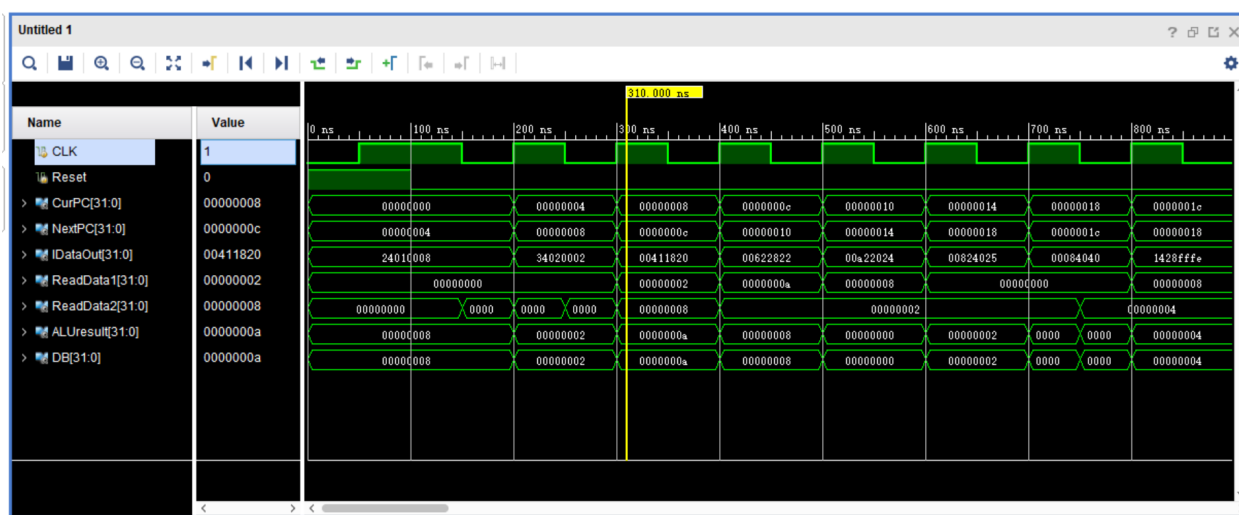 Untitled 1
310.000 ns
Name Value
0 ns 100 ns 200 ns 300 ns 400 ns 500 ns 600 ns 700 ns 800 ns
CLK 1
Reset 0
CurPC[31:0] 00000008 00000000 00000004 00000008 0000000c 00000010 00000014 00000018 0000001c
NextPC[31:0] 0000000c 00000004 00000008 0000000c 00000010 00000014 00000018 0000001c 00000018
IDataOut[31:0] 00411820 24010008 34020002 00411820 00622822 00a22024 00824025 00084040 1428fffe
ReadData1[31:0] 00000002 00000000 00000002 0000000a 00000008 00000000 00000008
ReadData2[31:0] 00000008 00000000 0000 0000 0000 00000008 00000002 00000004
ALUresult[31:0] 0000000a 00000008 00000002 0000000a 00000008 00000000 00000002 0000 0000 00000004
DB[31:0] 0000000a 00000008 00000002 0000000a 00000008 00000000 00000002 0000 0000 00000004